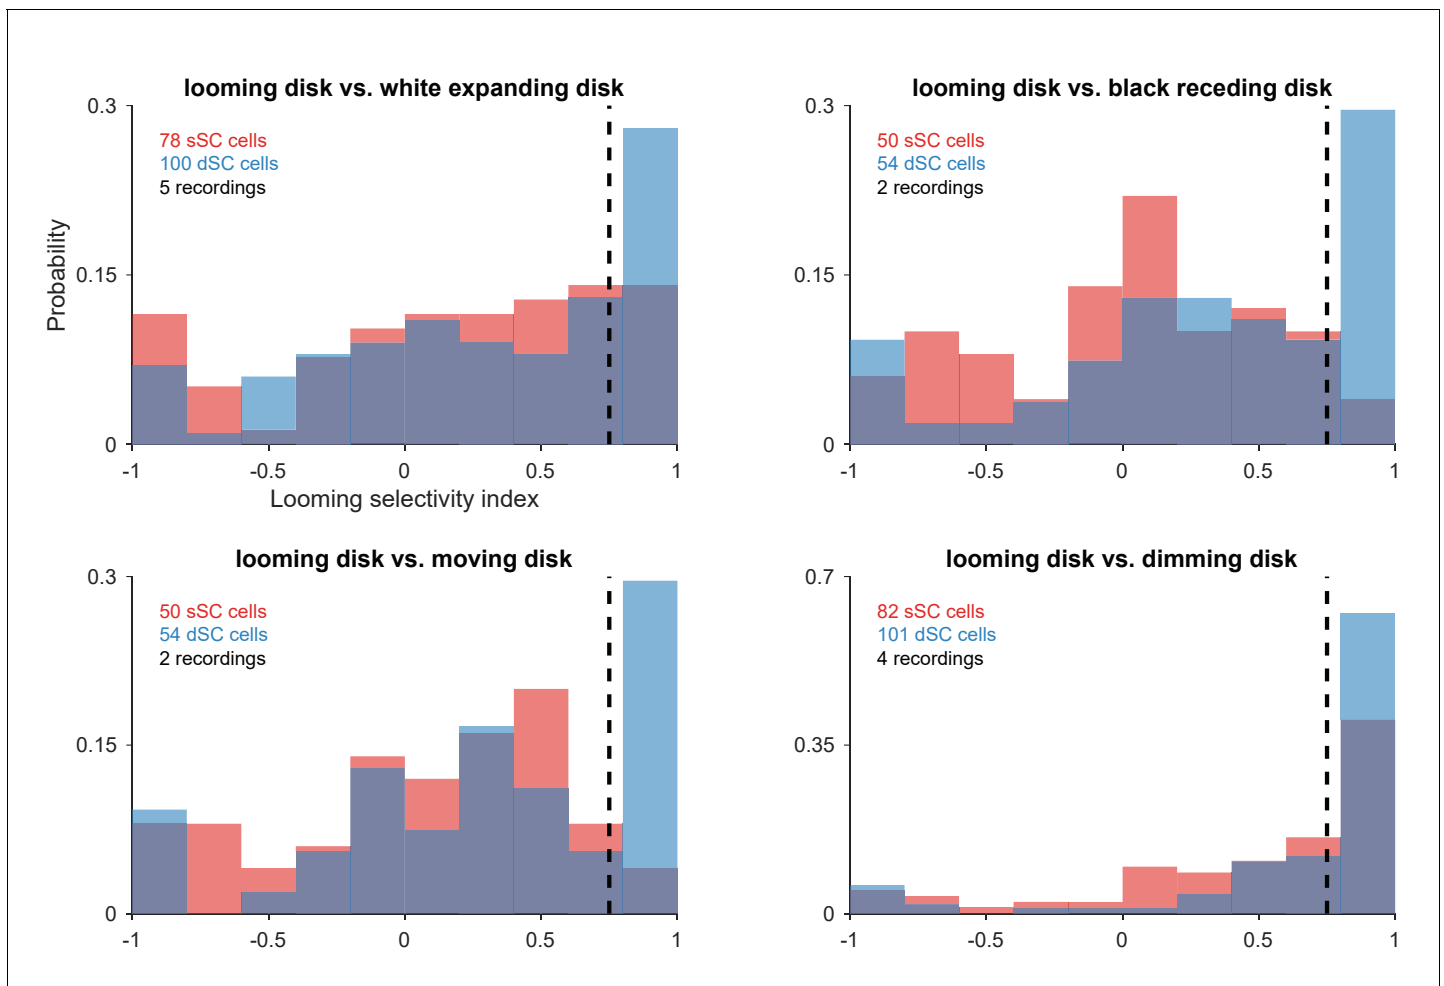 looming disk vs. white expanding disk
0.3
78 sSC cells
100 dSC cells
5 recordings
Probability
0.15
0
-1
-0.5
0
0.5
1
Looming selectivity index
looming disk vs. black receding disk
0.3
50 sSC cells
54 dSC cells
2 recordings
0.15
0
-1
-0.5
0
0.5
1
looming disk vs. moving disk
0.3
50 sSC cells
54 dSC cells
2 recordings
0.15
0
-1
-0.5
0
0.5
1
looming disk vs. dimming disk
0.7
82 sSC cells
101 dSC cells
4 recordings
0.35
0
-1
-0.5
0
0.5
1